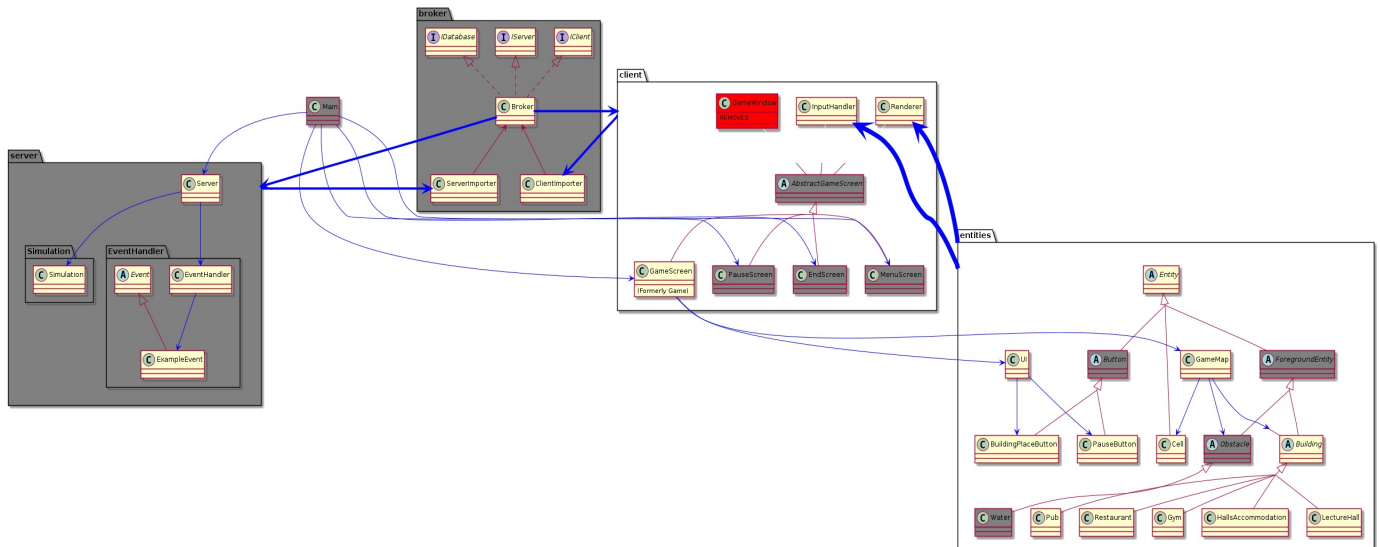 broker
I IDatabase
I IServer
I IClient
client
C Main
C Broker
C GameWindow
REMOVED
C InputHandler
C Renderer
server
C Server
C ServerImporter
C ClientImporter
A AbstractGameScreen
entities
Simulation
C Simulation
EventHandler
A Event
C EventHandler
C GameScreen
(Formerly Game)
C PauseScreen
C EndScreen
C MenuScreen
A Entity
C ExampleEvent
C UI
A Button
C GameMap
A ForegroundEntity
C BuildingPlaceButton
C PauseButton
C Cell
A Obstacle
A Building
C Water
C Pub
C Restaurant
C Gym
C HallsAccommodation
C LectureHall